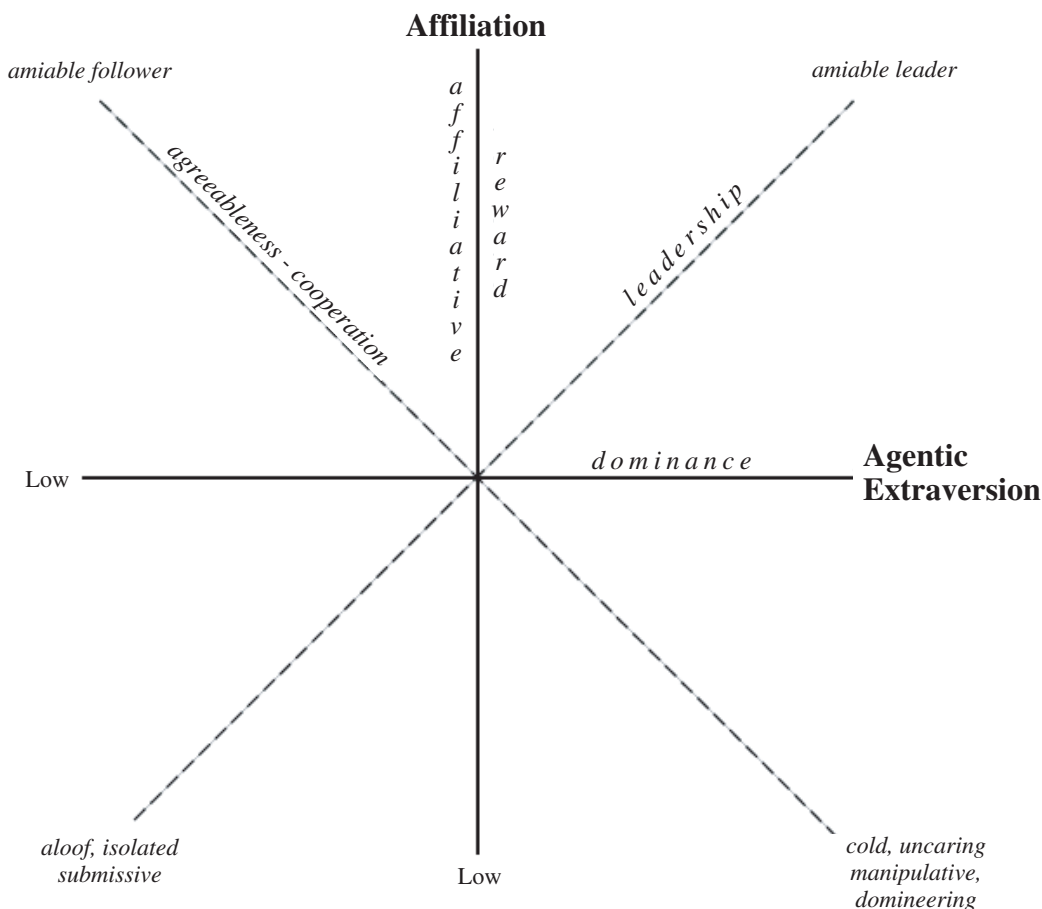 Affiliation
amiable follower
amiable leader
affiliative
reward
agreeableness - cooperation
leadership
dominance
Low
Agentic
Extraversion
aloof, isolated
submissive
Low
cold, uncaring
manipulative,
domineering